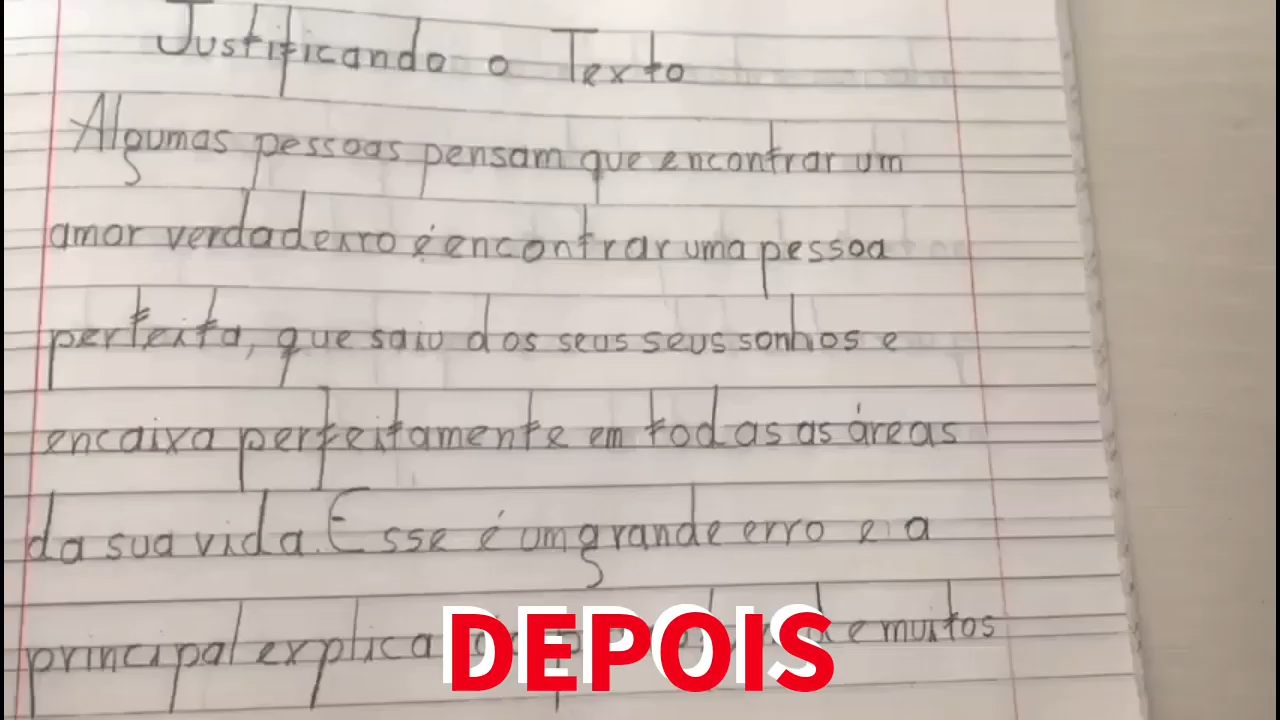 Justificando o Texto
Algumas pessoas pensam que encontrar um
amor verdadeiro é encontrar uma pessoa
perfeita, que saiu dos seus seus sonhos e
encaixa perfeitamente em todas as áreas
da sua vida. Esse é um grande erro e a
principal explica de muitos
DEPOIS